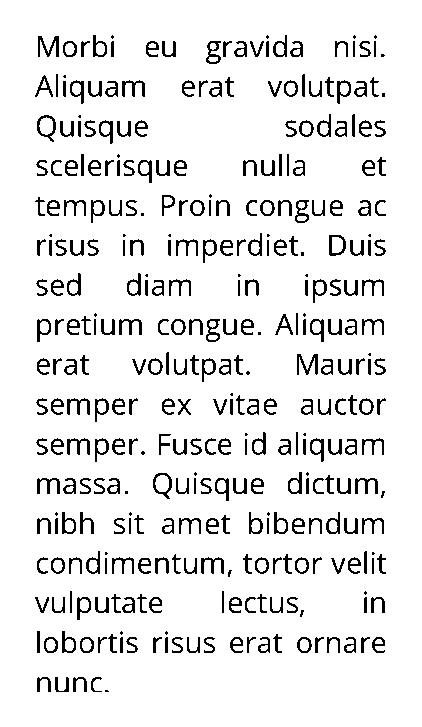 Morbi eu gravida nisi.
Aliquam erat volutpat.
Quisque sodales
scelerisque nulla et
tempus. Proin congue ac
risus in imperdiet. Duis
sed diam in ipsum
pretium congue. Aliquam
erat volutpat. Mauris
semper ex vitae auctor
semper. Fusce id aliquam
massa. Quisque dictum,
nibh sit amet bibendum
condimentum, tortor velit
vulputate lectus, in
lobortis risus erat ornare
nunc.